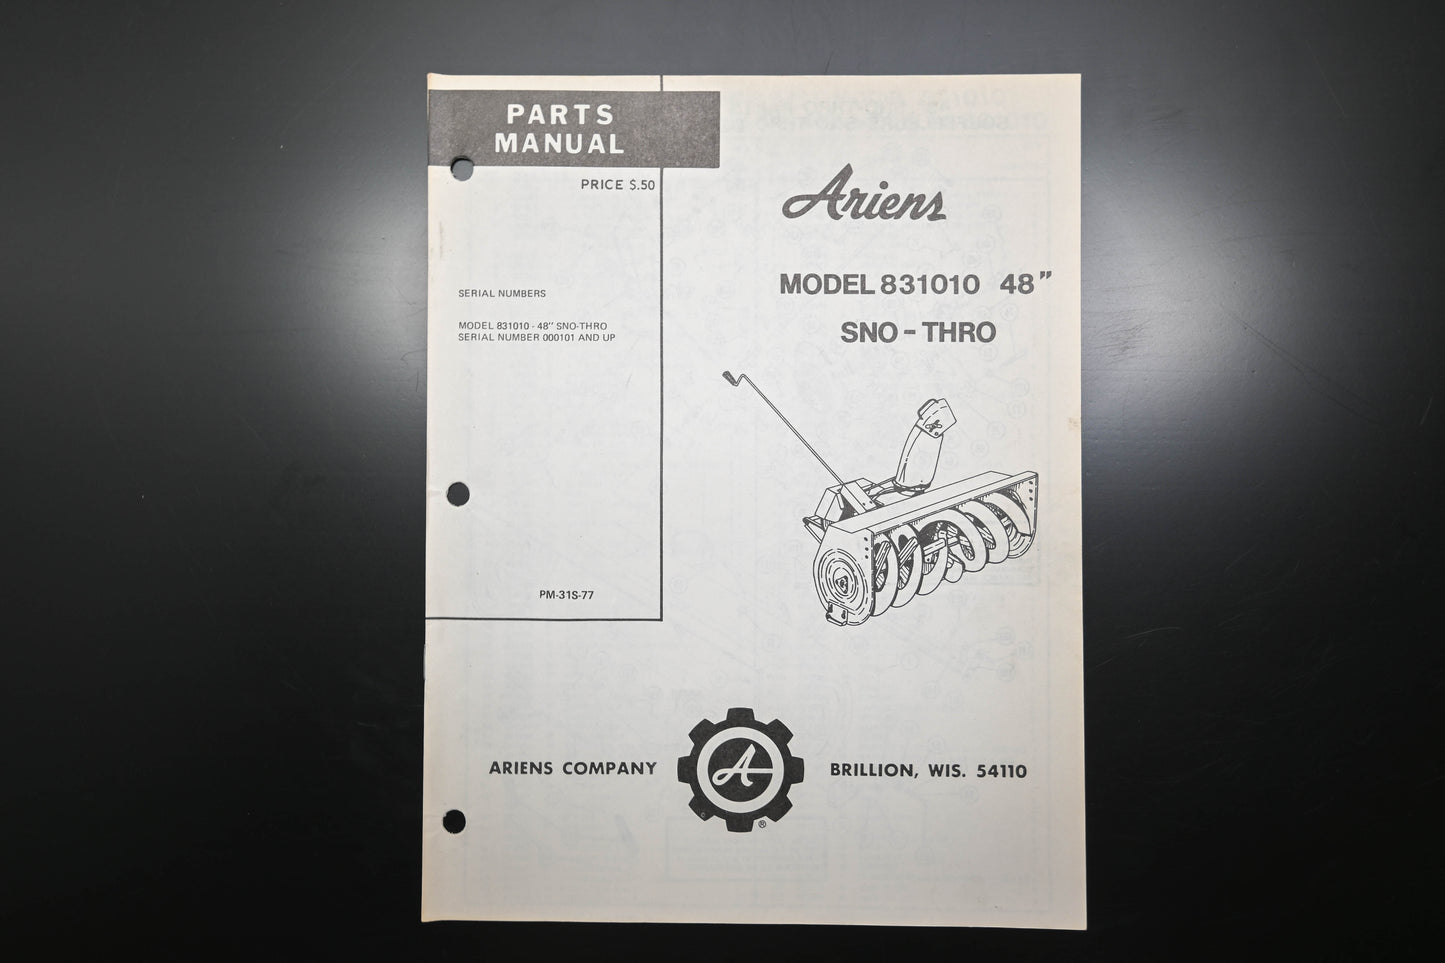 PARTS
MANUAL
PRICE $.50
SERIAL NUMBERS
MODEL 831010 - 48" SNO-THRO
SERIAL NUMBER 000101 AND UP
PM-31S-77
Ariens
MODEL 831010 48"
SNO-THRO
ARIENS COMPANY
A
®
BRILLION, WIS. 54110